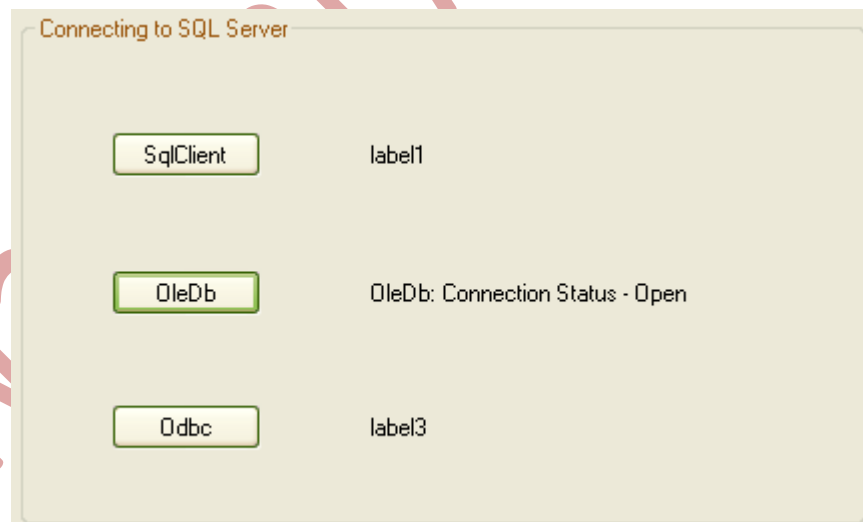 Connecting to SQL Server
SqlClient label1
OleDb OleDb: Connection Status - Open
Odbc label3